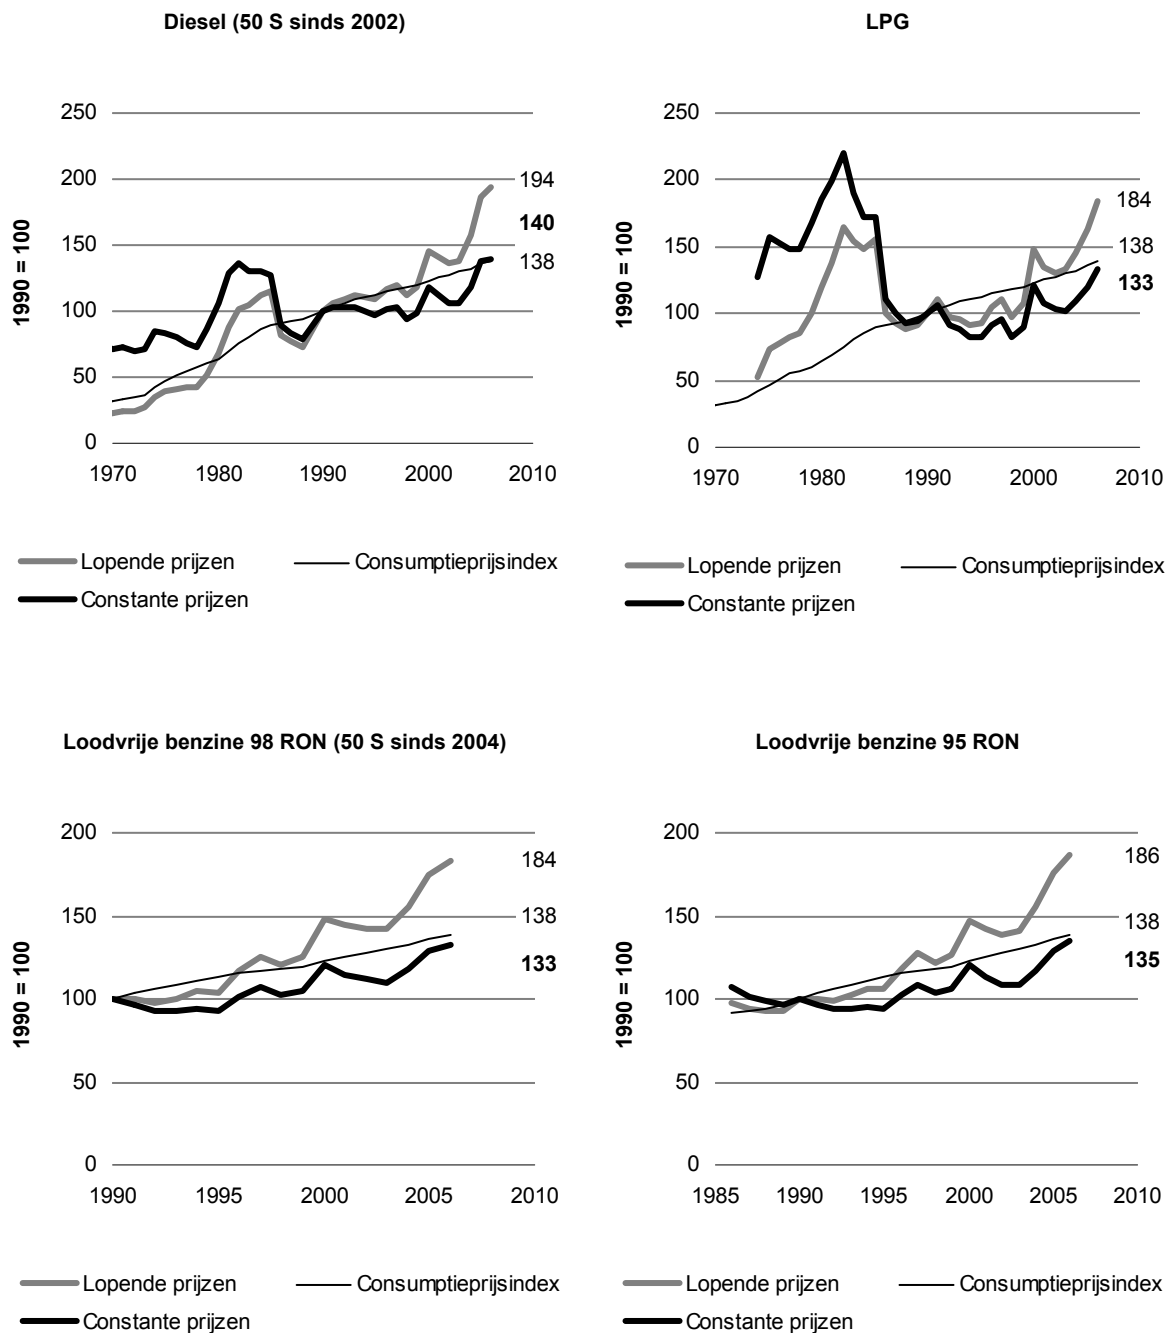 Diesel (50 S sinds 2002)
1990 = 100
250
200
150
100
50
0
1970 1980 1990 2000 2010
194
140
138
Lopende prijzen Consumptieprijsindex
Constante prijzen
LPG
1990 = 100
250
200
150
100
50
0
1970 1980 1990 2000 2010
184
138
133
Lopende prijzen Consumptieprijsindex
Constante prijzen
Loodvrije benzine 98 RON (50 S sinds 2004)
1990 = 100
200
150
100
50
0
1990 1995 2000 2005 2010
184
138
133
Lopende prijzen Consumptieprijsindex
Constante prijzen
Loodvrije benzine 95 RON
1990 = 100
200
150
100
50
0
1985 1990 1995 2000 2005 2010
186
138
135
Lopende prijzen Consumptieprijsindex
Constante prijzen